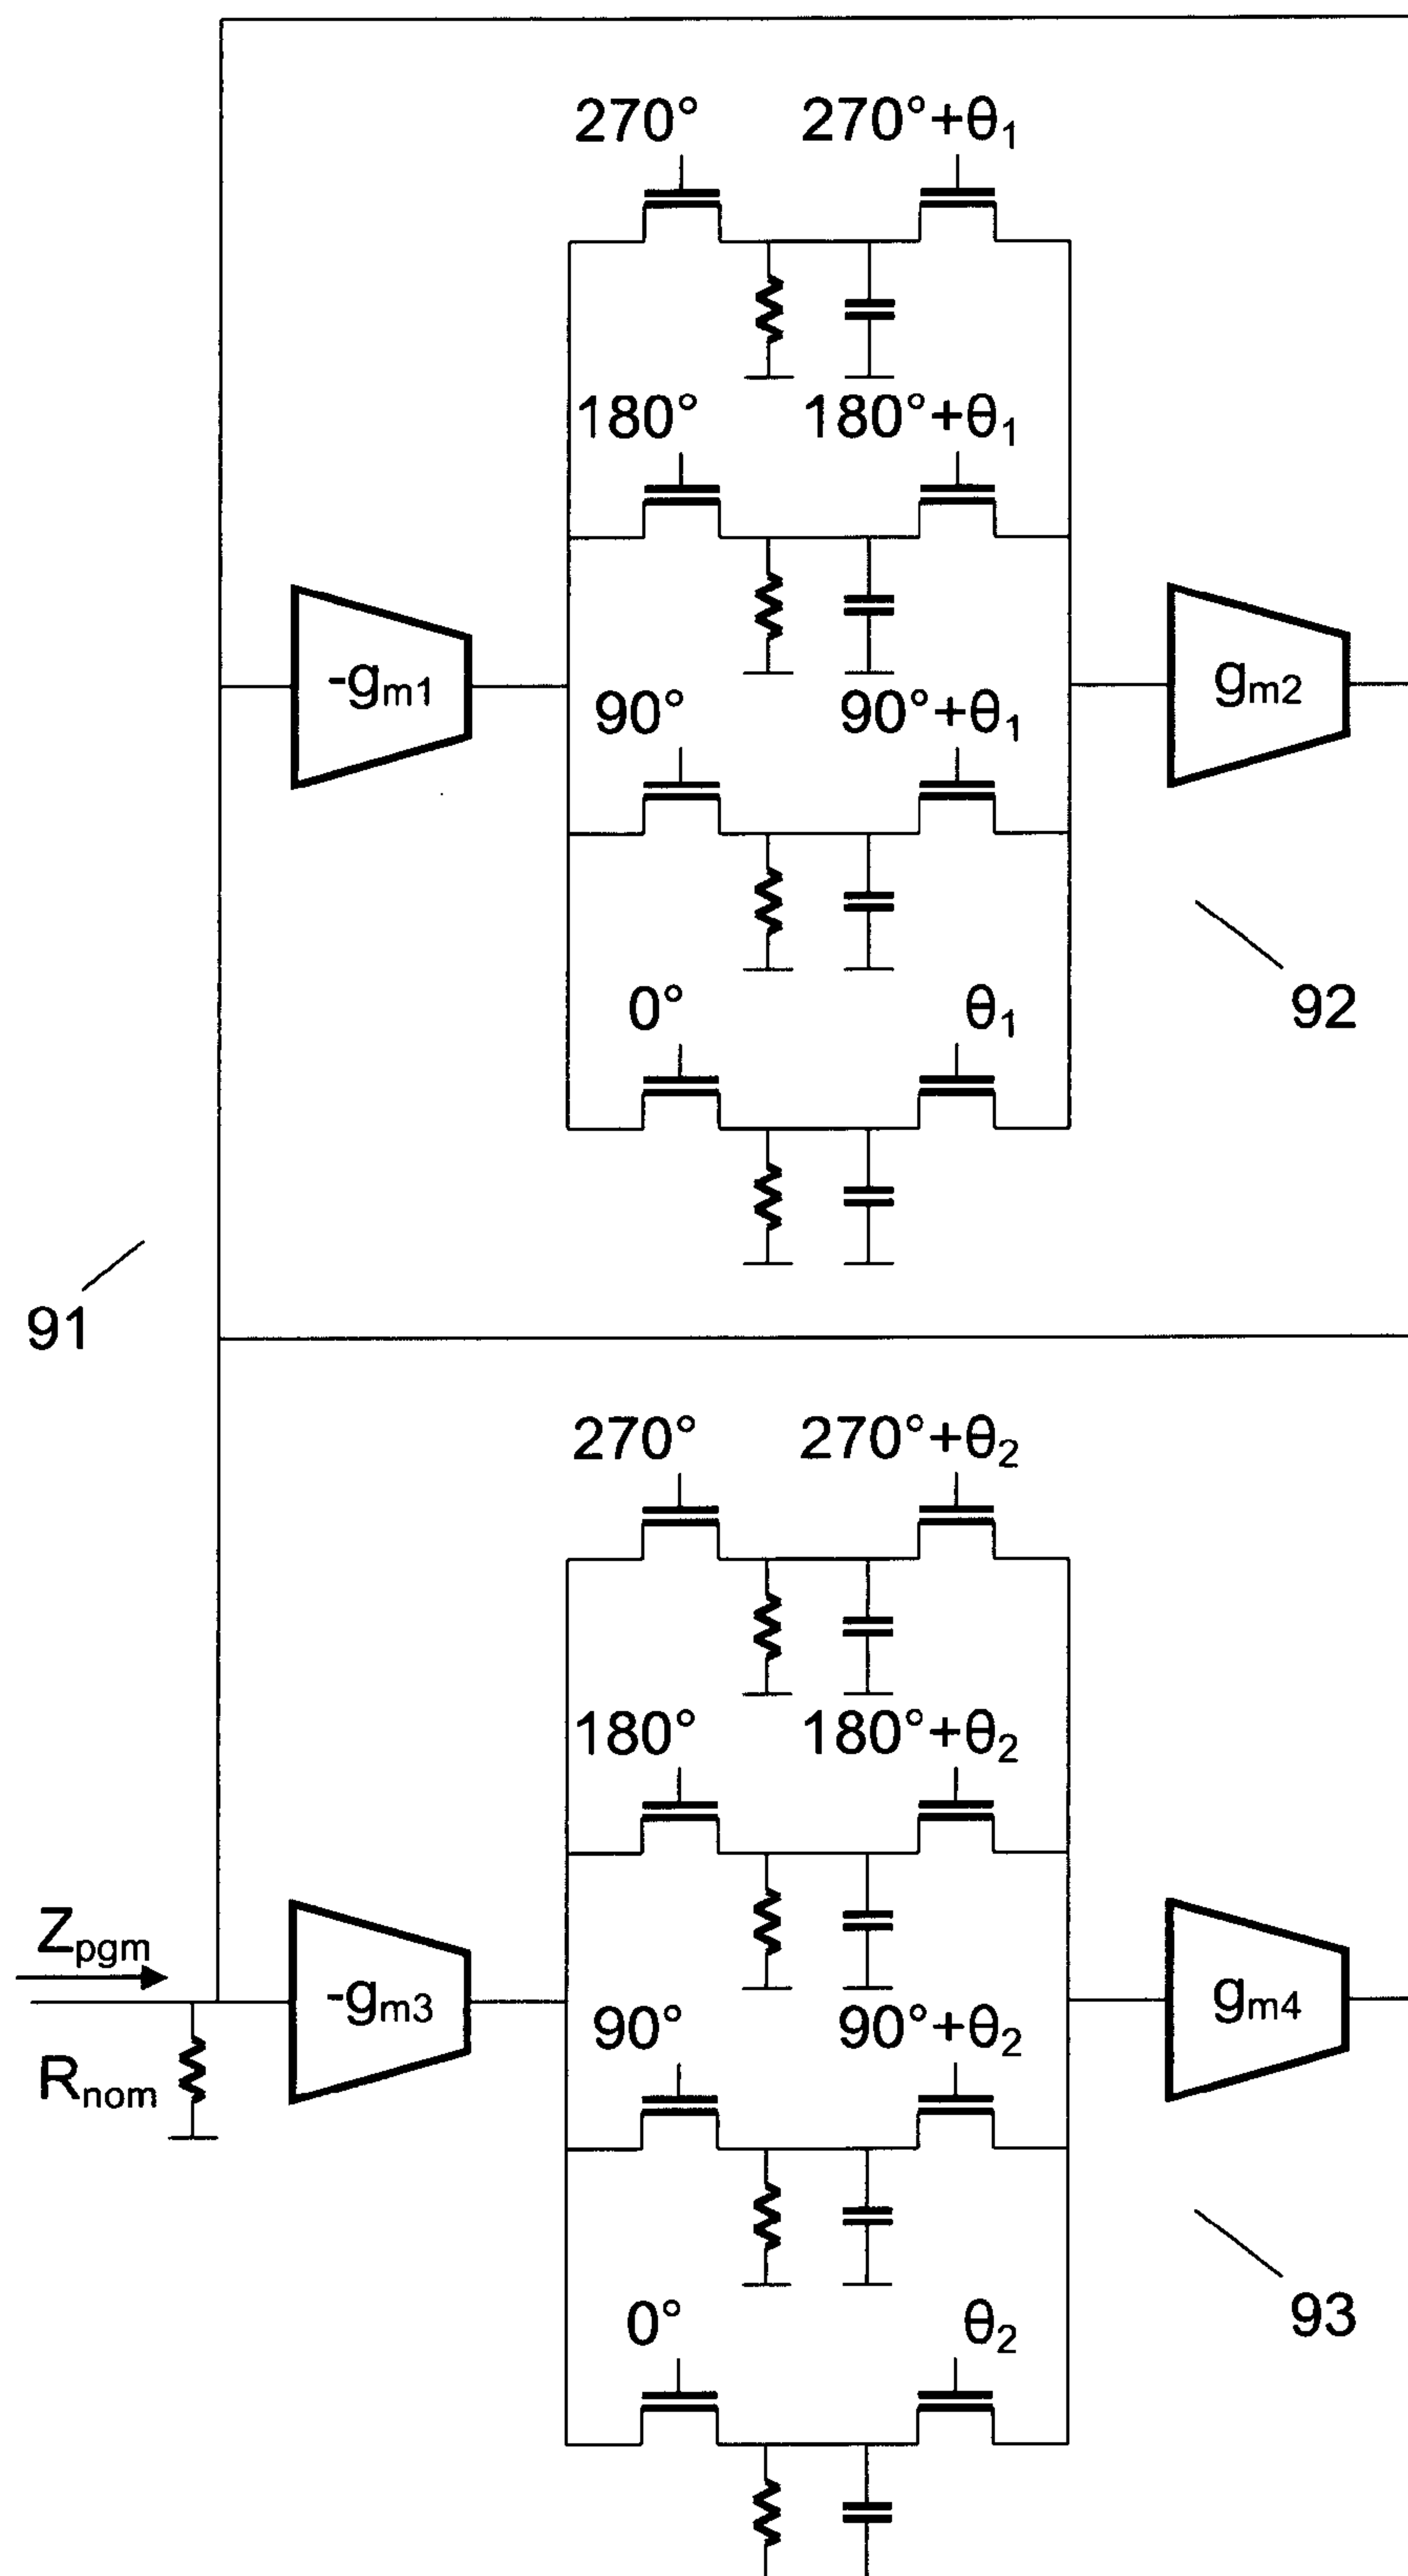 270° 270°+θ₁
180° 180°+θ₁
-gₘ₁ gₘ₂
90° 90°+θ₁
0° θ₁
92
91
270° 270°+θ₂
180° 180°+θ₂
Zpgm
-gₘ₃ gₘ₄
90° 90°+θ₂
Rnom
0° θ₂
93